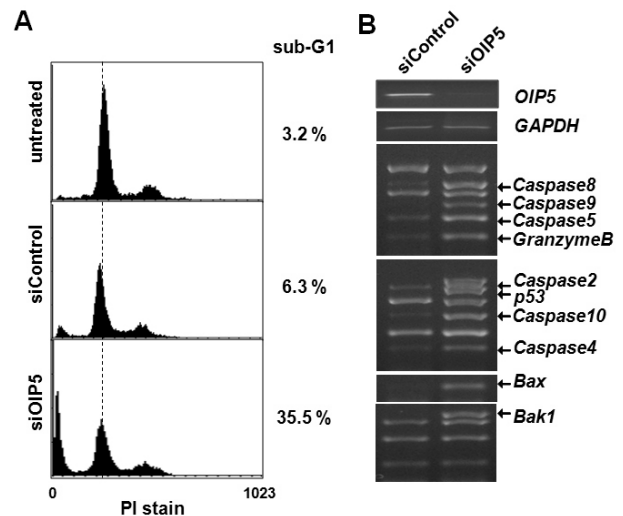 A
sub-G1
untreated
3.2 %
siControl
6.3 %
siOIP5
35.5 %
0
1023
PI stain
B
siControl
siOIP5
OIP5
GAPDH
Caspase8
Caspase9
Caspase5
GranzymeB
Caspase2
p53
Caspase10
Caspase4
Bax
Bak1